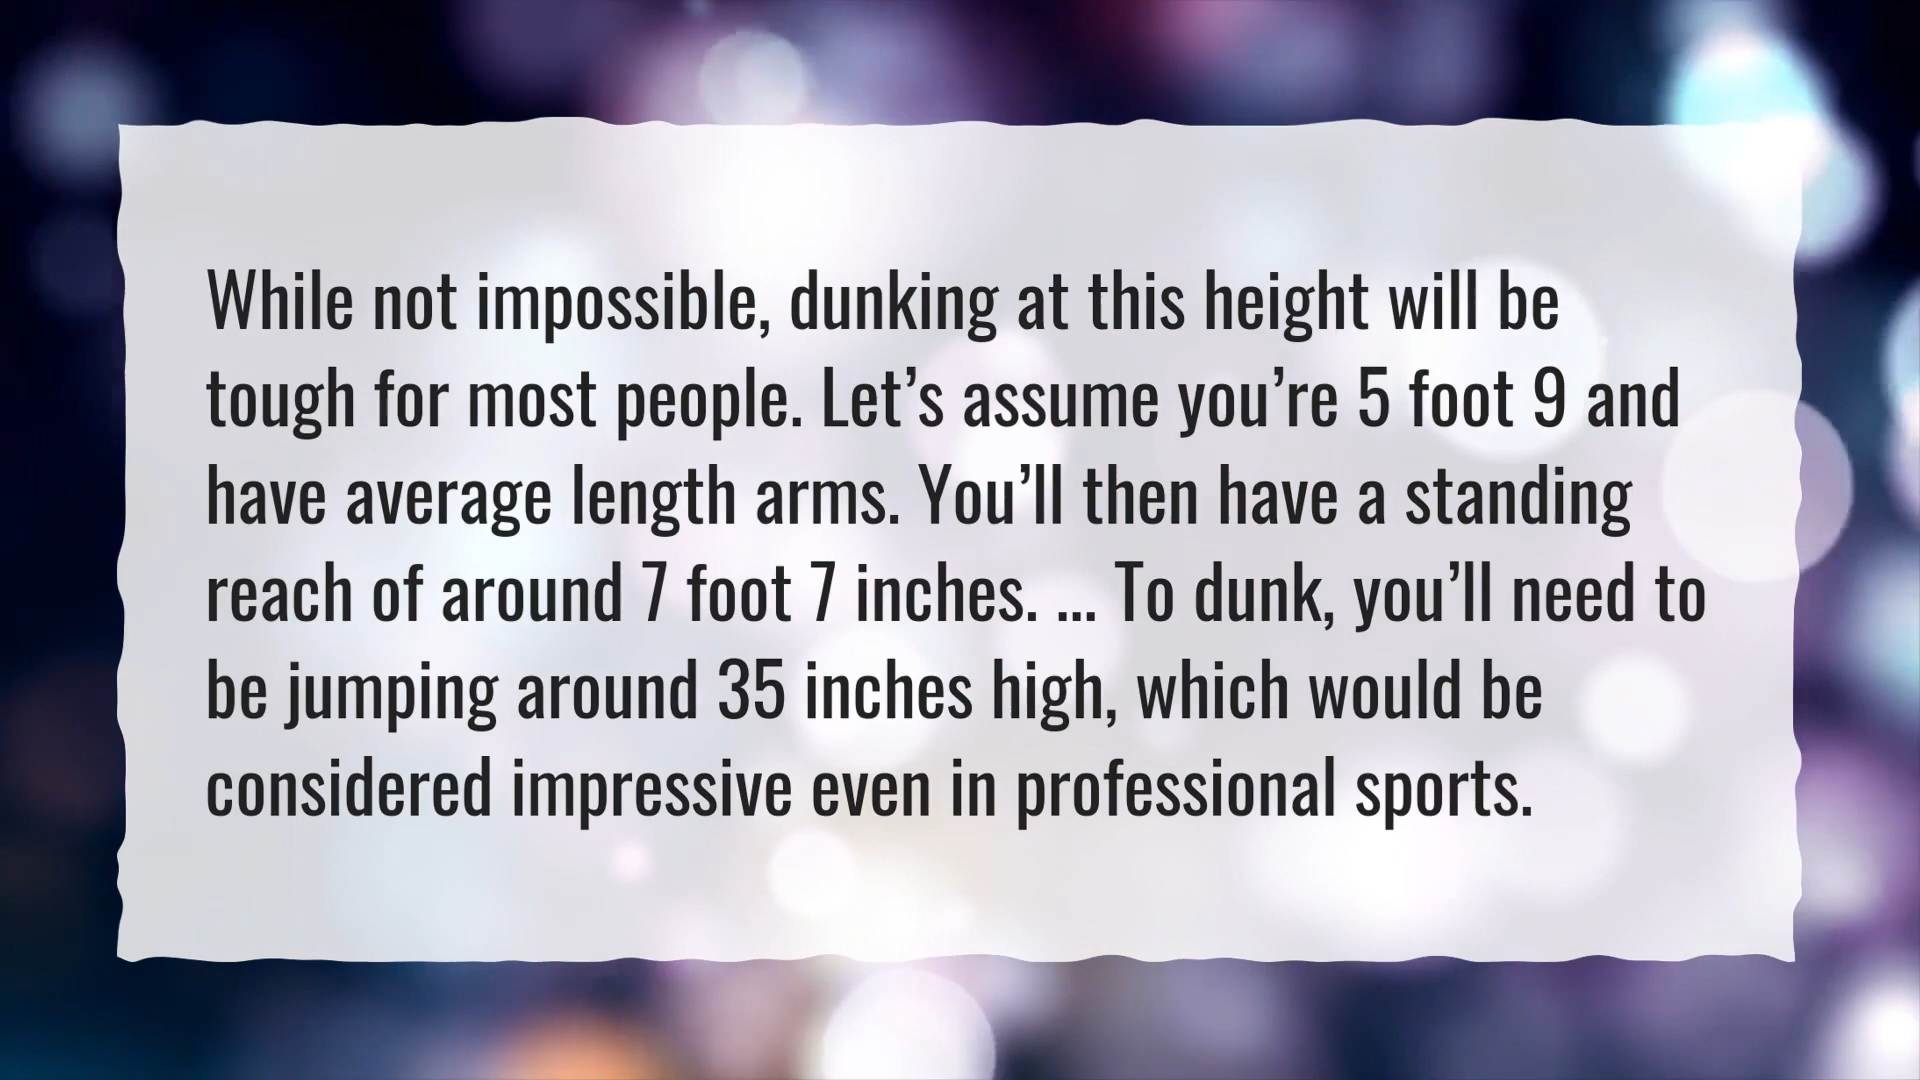 While not impossible, dunking at this height will be
tough for most people. Let’s assume you’re 5 foot 9 and
have average length arms. You’ll then have a standing
reach of around 7 foot 7 inches. ... To dunk, you’ll need to
be jumping around 35 inches high, which would be
considered impressive even in professional sports.